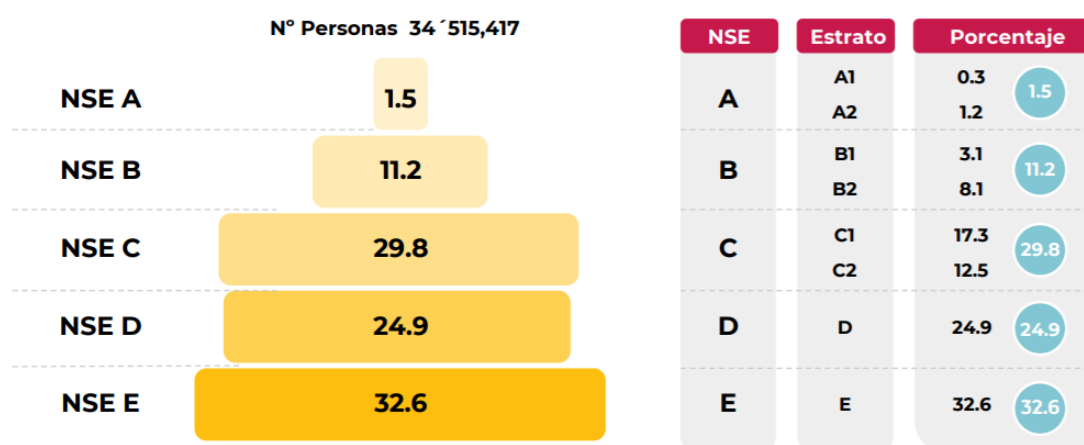 Nº Personas 34´515,417
NSE A 1.5
NSE B 11.2
NSE C 29.8
NSE D 24.9
NSE E 32.6
NSE Estrato Porcentaje
A A1 0.3 1.5
A2 1.2
B B1 3.1 11.2
B2 8.1
C C1 17.3 29.8
C2 12.5
D D 24.9 24.9
E E 32.6 32.6